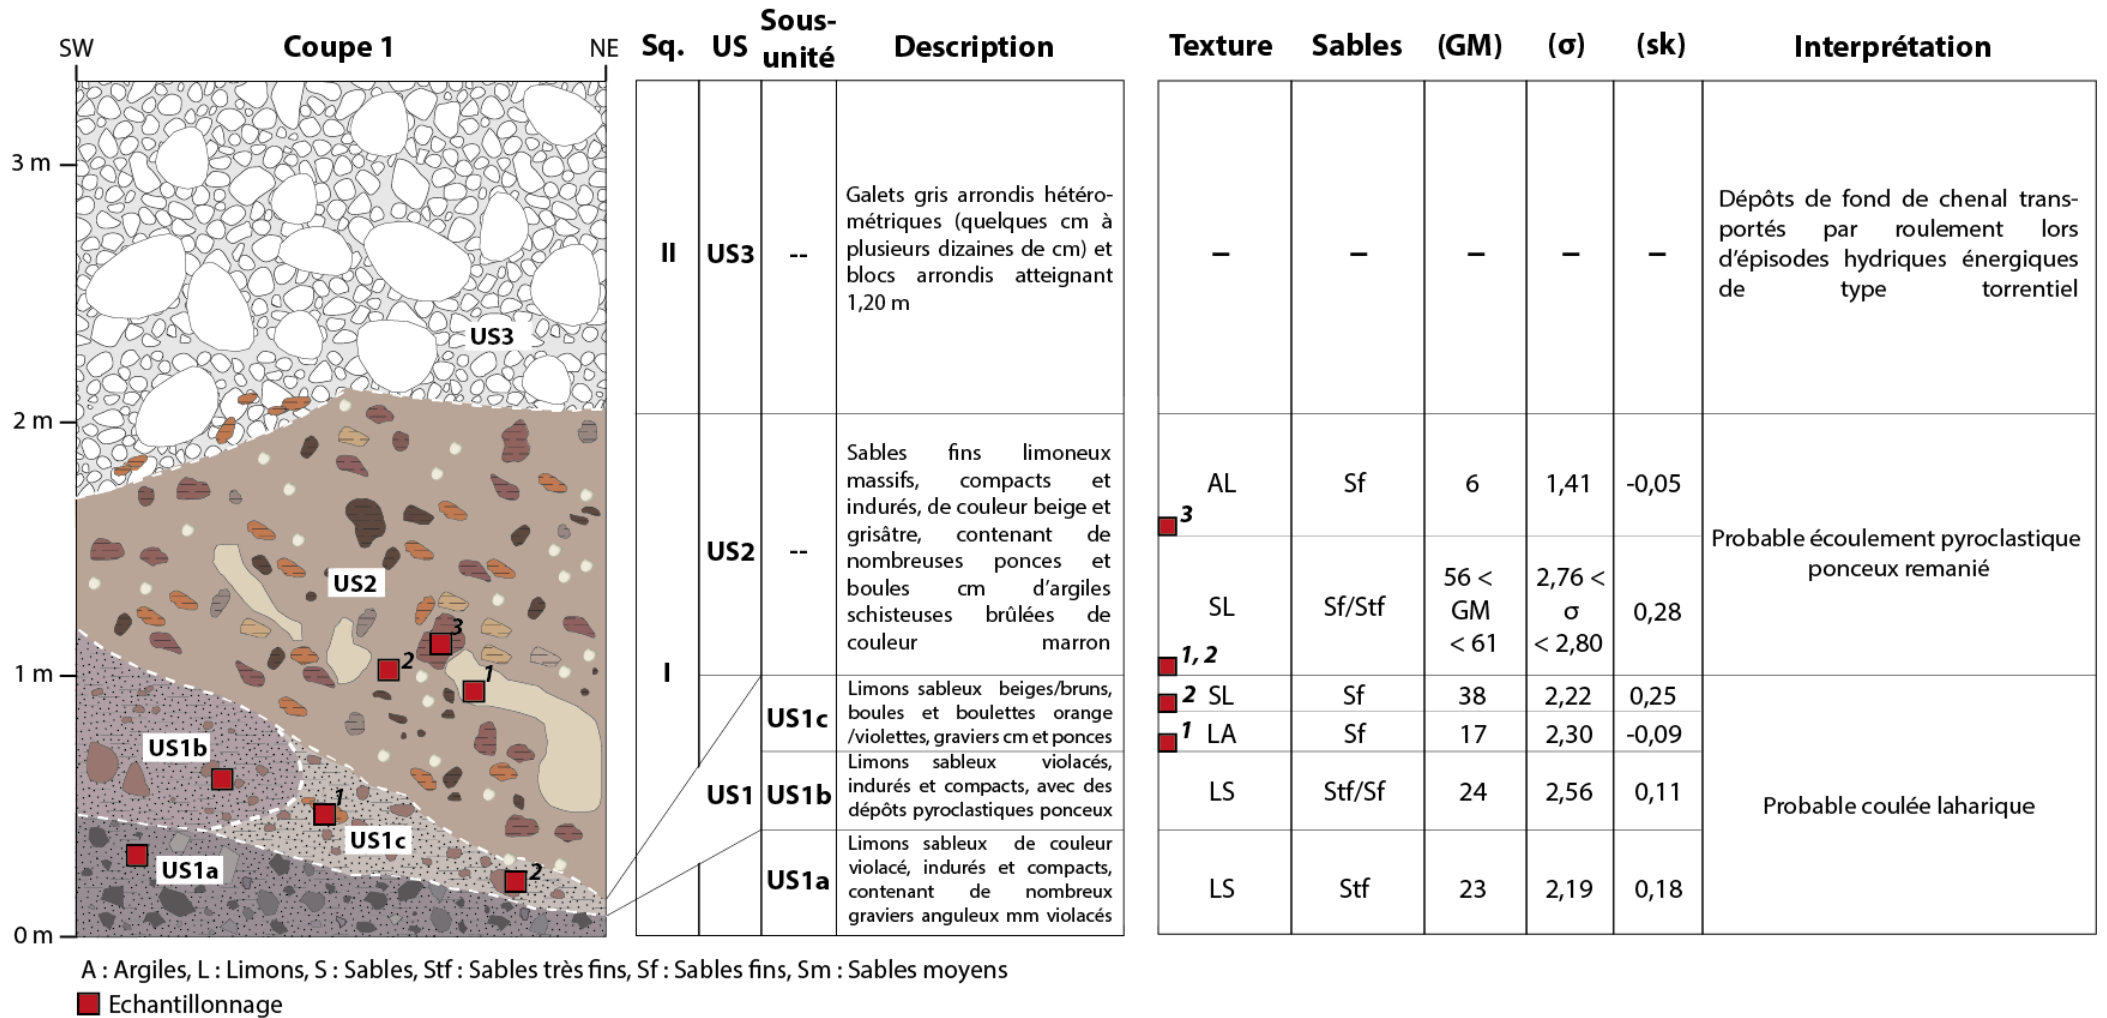 SW
Coupe 1
NE
Sq.
US
Sous-
unité
Description
Texture
Sables
(GM)
(σ)
(sk)
Interprétation
3 m
2 m
1 m
0 m
US3
US2
3
2
1
US1b
1
US1c
US1a
2
II
US3
--
Galets gris arrondis hétéro-
métriques (quelques cm à
plusieurs dizaines de cm) et
blocs arrondis atteignant
1,20 m
–
–
–
–
–
Dépôts de fond de chenal trans-
portés par roulement lors
d'épisodes hydriques énergiques
de type torrentiel
I
US2
--
Sables fins limoneux
massifs, compacts et
indurés, de couleur beige et
grisâtre, contenant de
nombreuses ponces et
boules cm d'argiles
schisteuses brûlées de
couleur marron
3
AL
Sf
6
1,41
-0,05
1, 2
SL
Sf/Stf
56 <
GM
< 61
2,76 <
σ
< 2,80
0,28
Probable écoulement pyroclastique
ponceux remanié
US1
US1c
Limons sableux beiges/bruns,
boules et boulettes orange
/violettes, graviers cm et ponces
2
SL
Sf
38
2,22
0,25
1
LA
Sf
17
2,30
-0,09
US1b
Limons sableux violacés,
indurés et compacts, avec des
dépôts pyroclastiques ponceux
LS
Stf/Sf
24
2,56
0,11
Probable coulée laharique
US1a
Limons sableux de couleur
violacé, indurés et compacts,
contenant de nombreux
graviers anguleux mm violacés
LS
Stf
23
2,19
0,18
A : Argiles, L : Limons, S : Sables, Stf : Sables très fins, Sf : Sables fins, Sm : Sables moyens
Echantillonnage